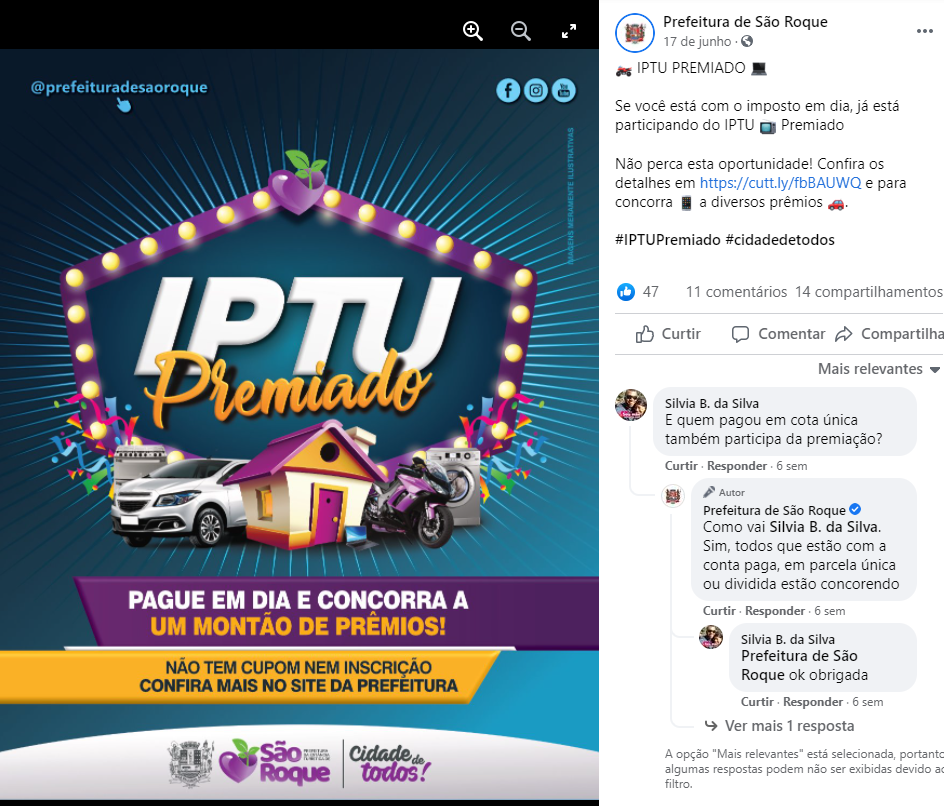 @prefeituradesaoroque
IMAGENS MERAMENTE ILUSTRATIVAS
IPTU
Premiado
PAGUE EM DIA E CONCORRA A
UM MONTÃO DE PRÊMIOS!
NÃO TEM CUPOM NEM INSCRIÇÃO
CONFIRA MAIS NO SITE DA PREFEITURA
São
Roque
Cidade de
todos!
Prefeitura de São Roque
17 de junho ·
🏍 IPTU PREMIADO 💻
Se você está com o imposto em dia, já está
participando do IPTU 📺 Premiado
Não perca esta oportunidade! Confira os
detalhes em https://cutt.ly/fbBAUWQ e para
concorra 📱 a diversos prêmios 🚗.
#IPTUPremiado #cidadedetodos
47 11 comentários 14 compartilhamentos
Curtir Comentar Compartilha
Mais relevantes
Silvia B. da Silva
E quem pagou em cota única
também participa da premiação?
Curtir · Responder · 6 sem
Autor
Prefeitura de São Roque
Como vai Silvia B. da Silva.
Sim, todos que estão com a
conta paga, em parcela única
ou dividida estão concorendo
Curtir · Responder · 6 sem
Silvia B. da Silva
Prefeitura de São
Roque ok obrigada
Curtir · Responder · 6 sem
Ver mais 1 resposta
A opção "Mais relevantes" está selecionada, portanto
algumas respostas podem não ser exibidas devido ao
filtro.